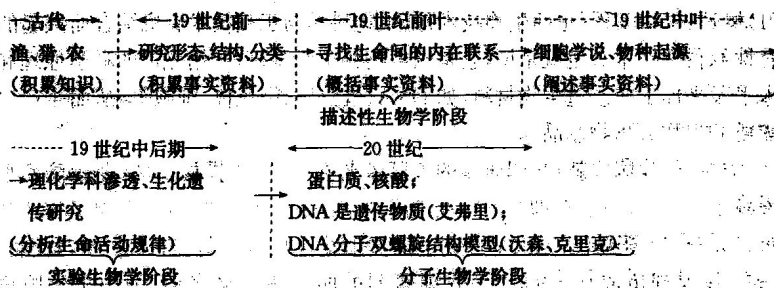 古代 19世纪前 19世纪前叶 19世纪中叶
渔、猎、农 研究形态、结构、分类 寻找生命间的内在联系 细胞学说、物种起源
(积累知识) (积累事实资料) (概括事实资料) (阐述事实资料)
描述性生物学阶段
19世纪中后期 20世纪
理化学科渗透、生化遗 蛋白质、核酸;
传研究 DNA是遗传物质(艾弗里);
(分析生命活动规律) DNA分子双螺旋结构模型(沃森、克里克)
实验生物学阶段 分子生物学阶段